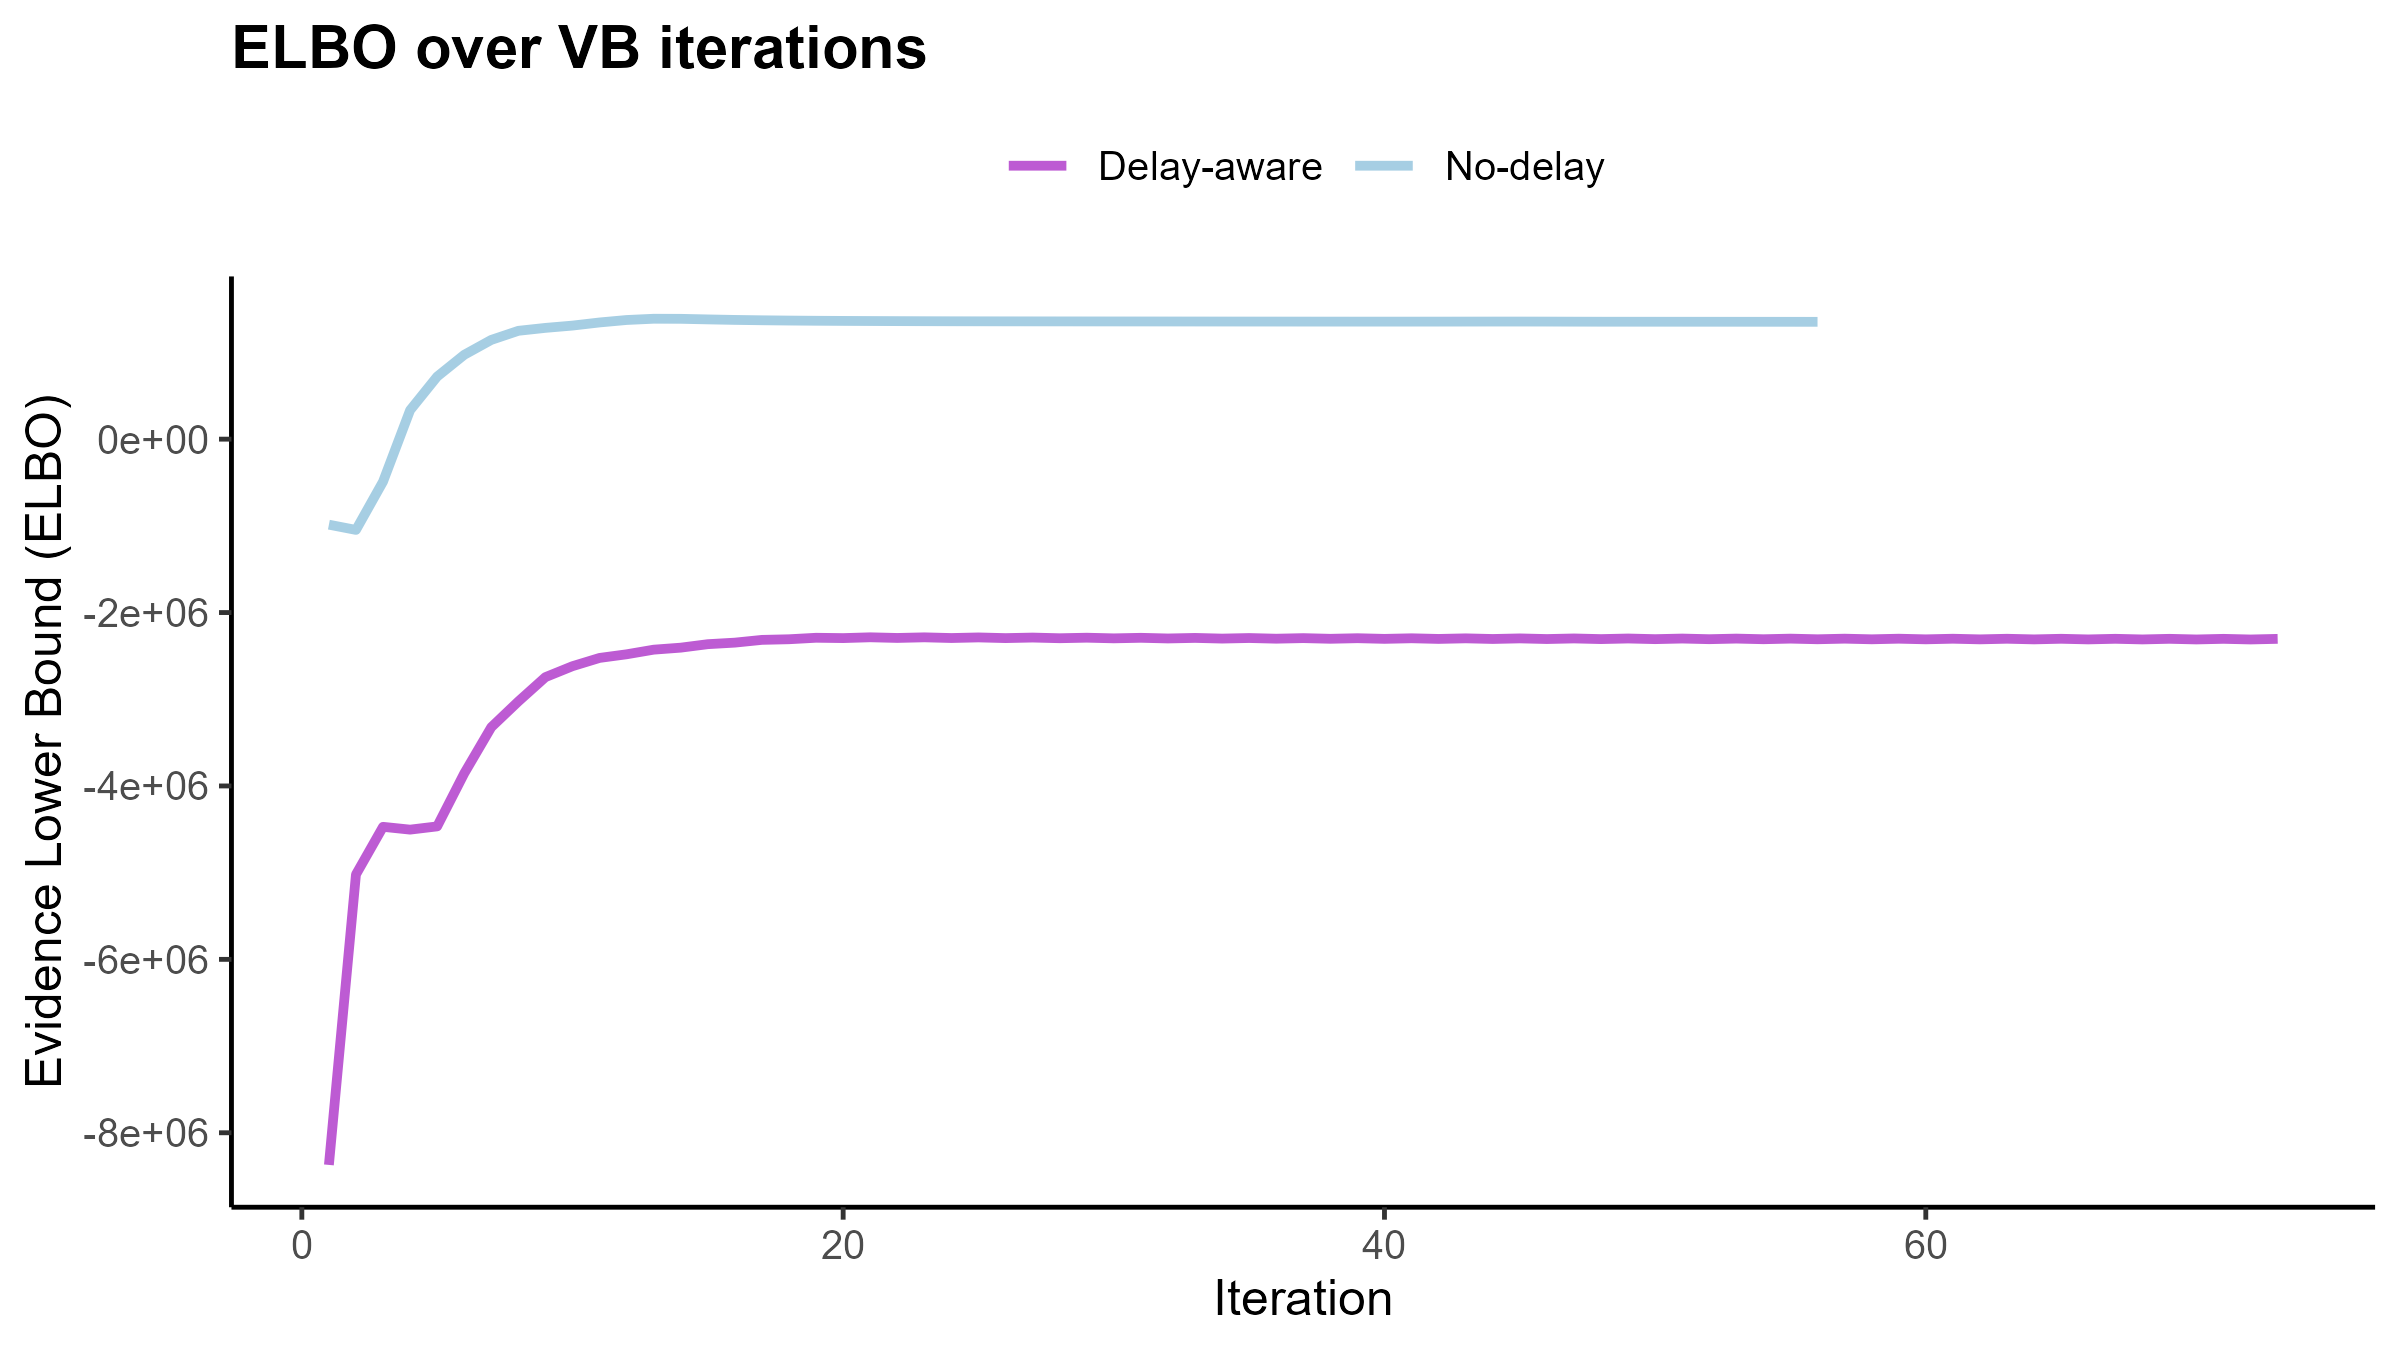 ELBO over VB iterations
Delay-aware No-delay
Evidence Lower Bound (ELBO)
0e+00
-2e+06
-4e+06
-6e+06
-8e+06
0 20 40 60
Iteration